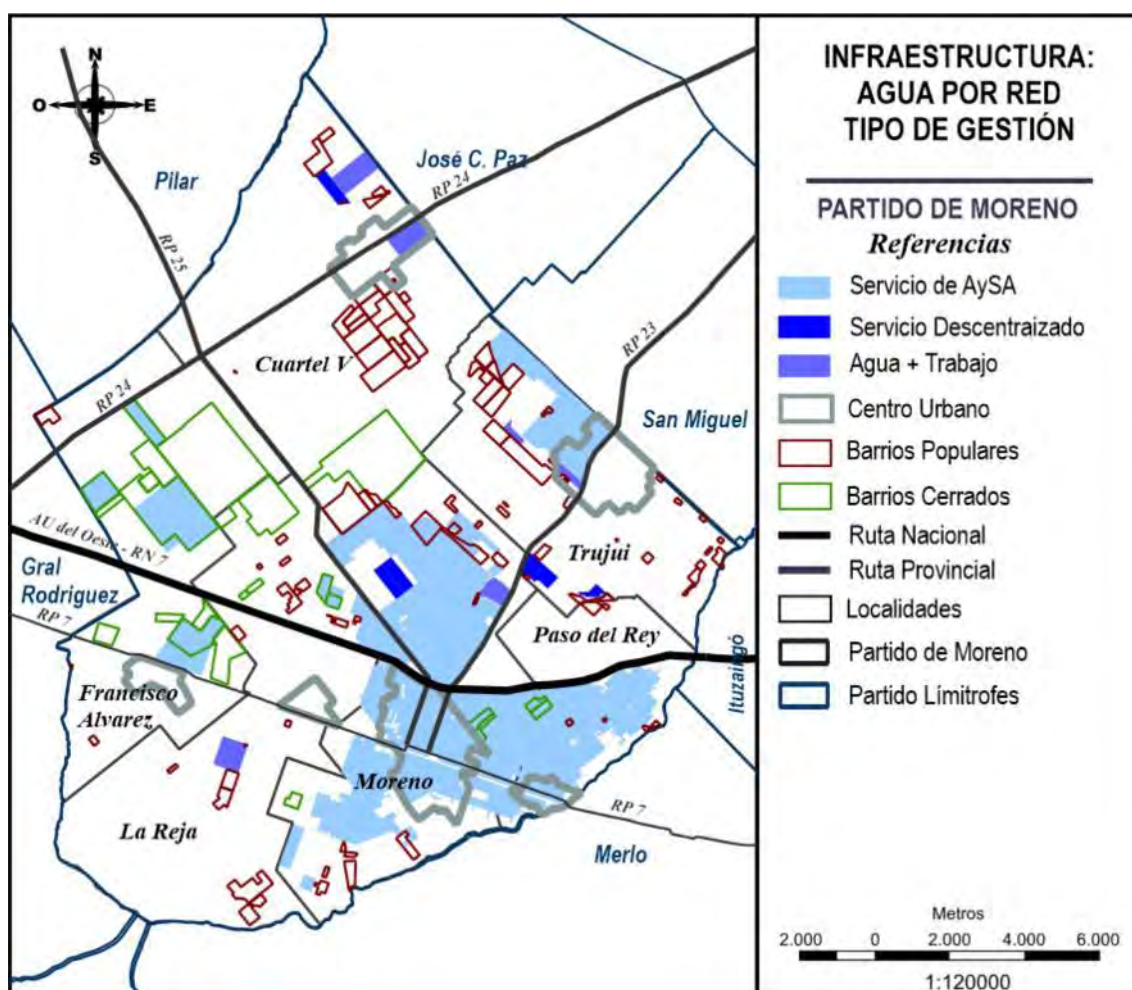 N
O
E
S
Pilar
José C. Paz
RP 24
RP 25
RP 23
Cuartel V
San Miguel
RP 24
AU del Oeste - RN 7
Gral
Rodriguez
RP 7
Trujui
Paso del Rey
Ituzaingó
Francisco
Alvarez
Moreno
RP 7
La Reja
Merlo
INFRAESTRUCTURA:
AGUA POR RED
TIPO DE GESTIÓN
PARTIDO DE MORENO
Referencias
Servicio de AySA
Servicio Descentraizado
Agua + Trabajo
Centro Urbano
Barrios Populares
Barrios Cerrados
Ruta Nacional
Ruta Provincial
Localidades
Partido de Moreno
Partido Límitrofes
Metros
2.000 0 2.000 4.000 6.000
1:120000